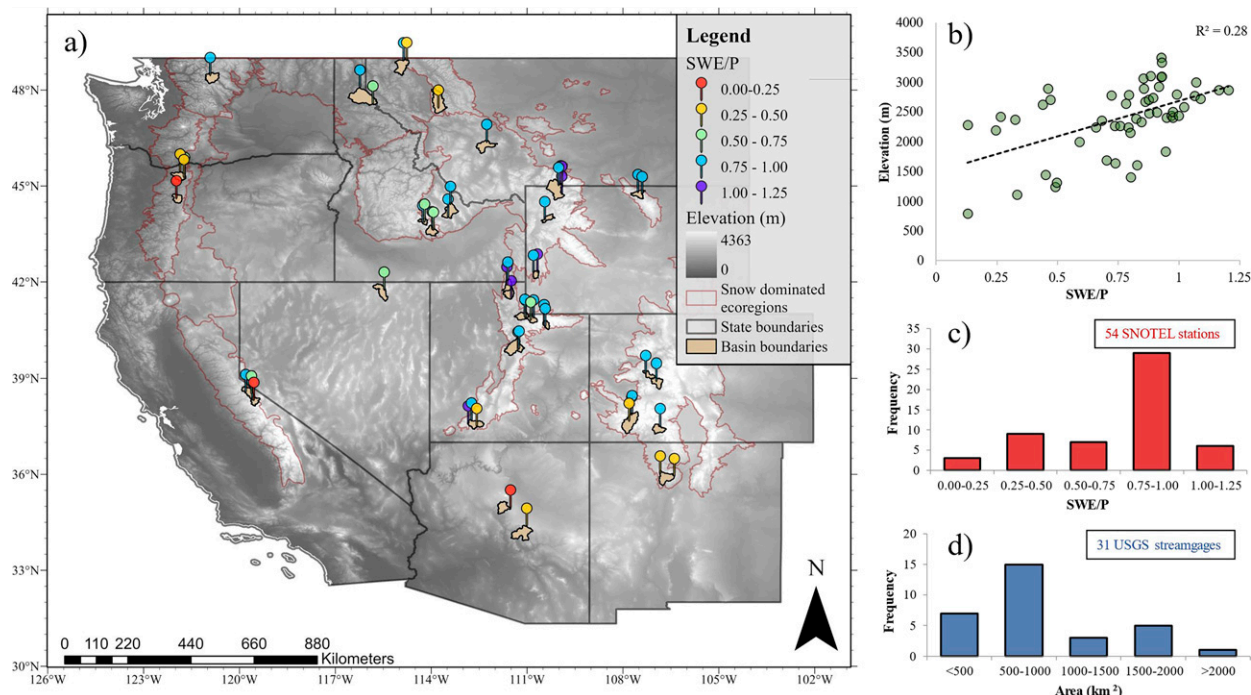 a)
48°N
45°N
42°N
39°N
36°N
33°N
30°N
126°W
123°W
120°W
117°W
114°W
111°W
108°W
105°W
102°W
0 110 220 440 660 880
Kilometers
N
Legend
SWE/P
0.00-0.25
0.25 - 0.50
0.50 - 0.75
0.75 - 1.00
1.00 - 1.25
Elevation (m)
4363
0
Snow dominated
ecoregions
State boundaries
Basin boundaries
b)
R² = 0.28
Elevation (m)
4000
3500
3000
2500
2000
1500
1000
500
0
0 0.25 0.5 0.75 1 1.25
SWE/P
c)
54 SNOTEL stations
Frequency
35
30
25
20
15
10
5
0
0.00-0.25 0.25-0.50 0.50-0.75 0.75-1.00 1.00-1.25
SWE/P
d)
31 USGS streamgages
Frequency
20
15
10
5
0
<500 500-1000 1000-1500 1500-2000 >2000
Area (km²)